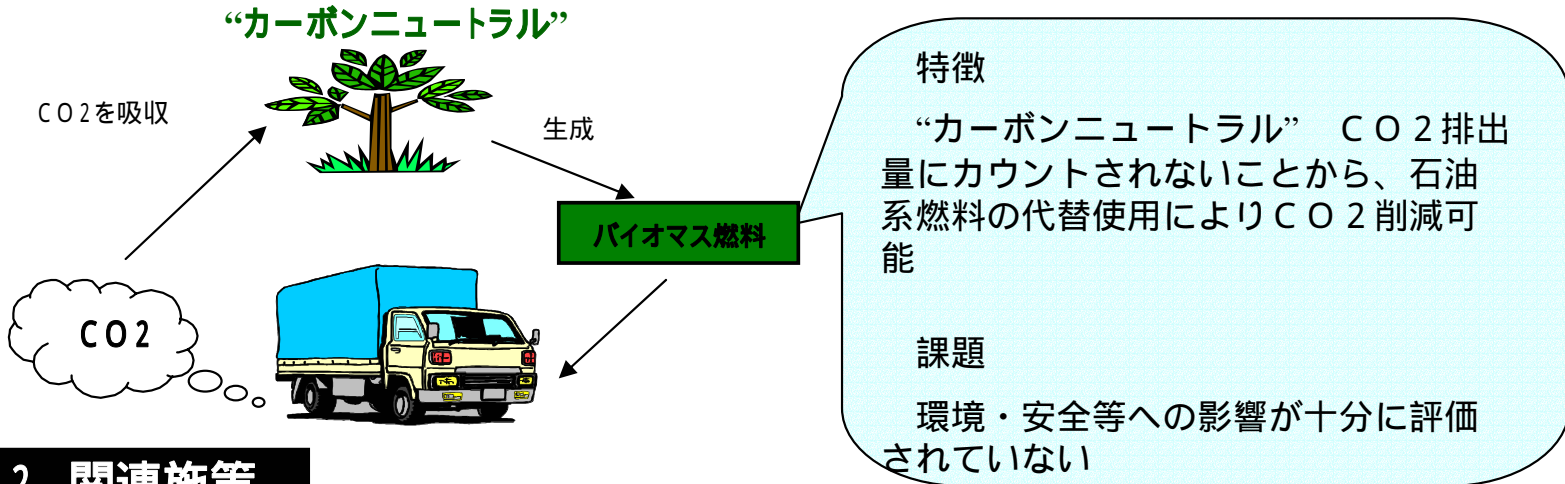 “カーボンニュートラル”
CO2を吸収
生成
バイオマス燃料
CO2
特徴
“カーボンニュートラル”　CO2排出
量にカウントされないことから、石油
系燃料の代替使用によりCO2削減可
能
課題
環境・安全等への影響が十分に評価
されていない
2　関連施策